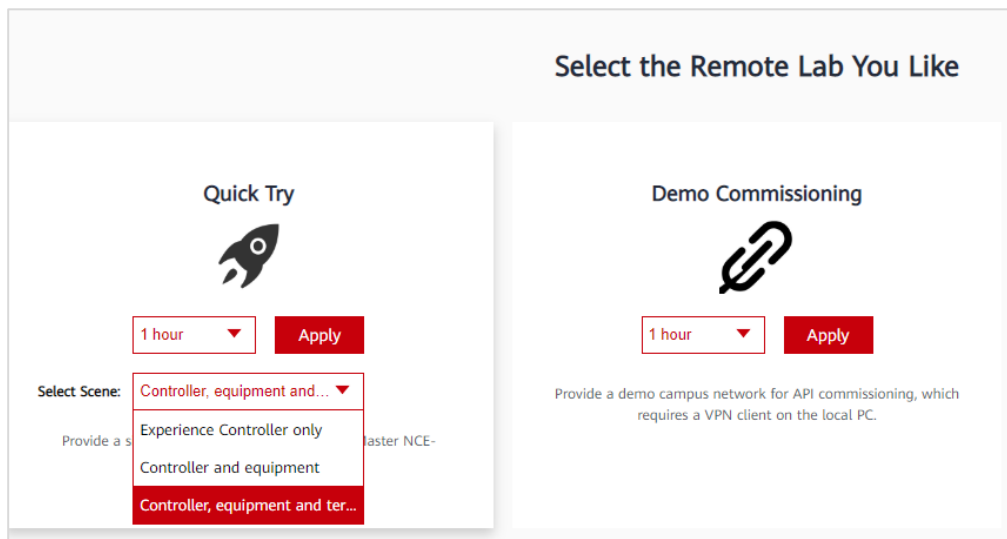 Select the Remote Lab You Like
Quick Try
1 hour
Apply
Select Scene:
Controller, equipment and...
Experience Controller only
Controller and equipment
Controller, equipment and ter...
Provide a s
Master NCE-
Demo Commissioning
1 hour
Apply
Provide a demo campus network for API commissioning, which
requires a VPN client on the local PC.